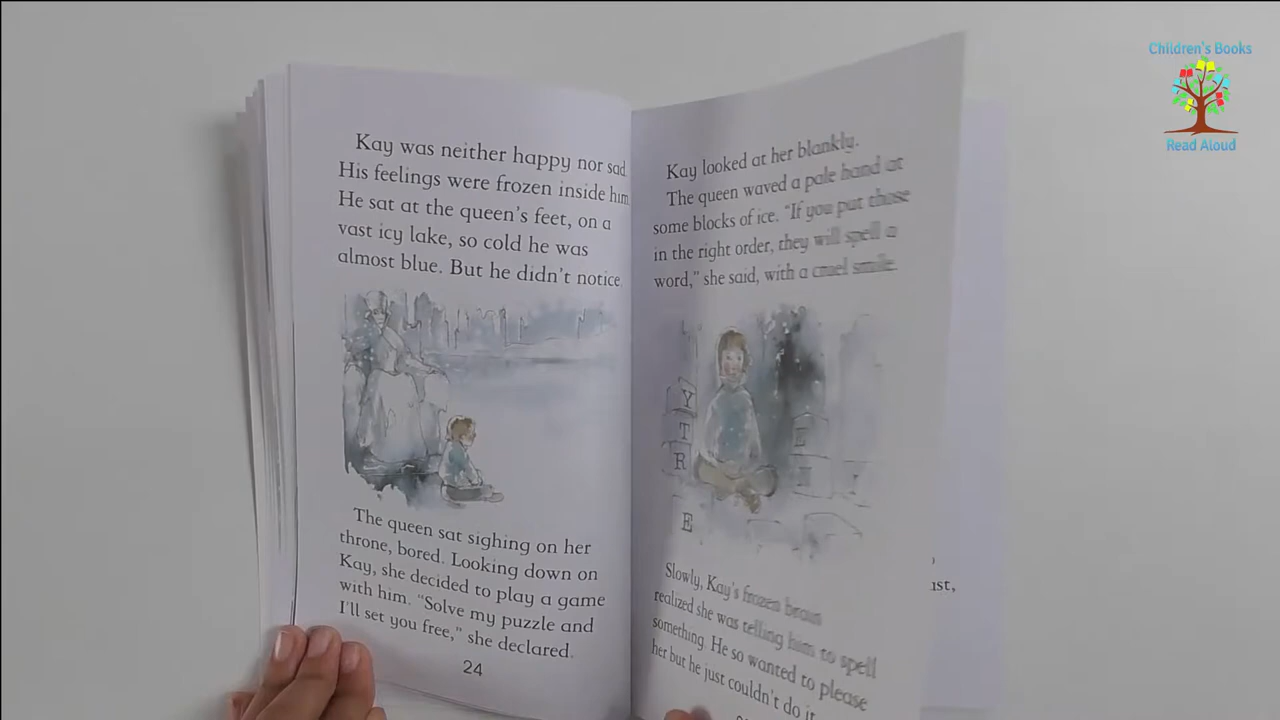 Kay was neither happy nor sad.
His feelings were frozen inside him.
He sat at the queen's feet, on a
vast icy lake, so cold he was
almost blue. But he didn't notice.
The queen sat sighing on her
throne, bored. Looking down on
Kay, she decided to play a game
with him. "Solve my puzzle and
I'll set you free," she declared.
24
Kay looked at her blankly.
The queen waved a pale hand at
some blocks of ice. "If you put those
in the right order, they will spell a
word," she said, with a cruel smile.
Y
T
R
E
E
Slowly, Kay's frozen brain
realized she was telling him to spell
something. He so wanted to please
her but he just couldn't do it.
Children's Books
Read Aloud